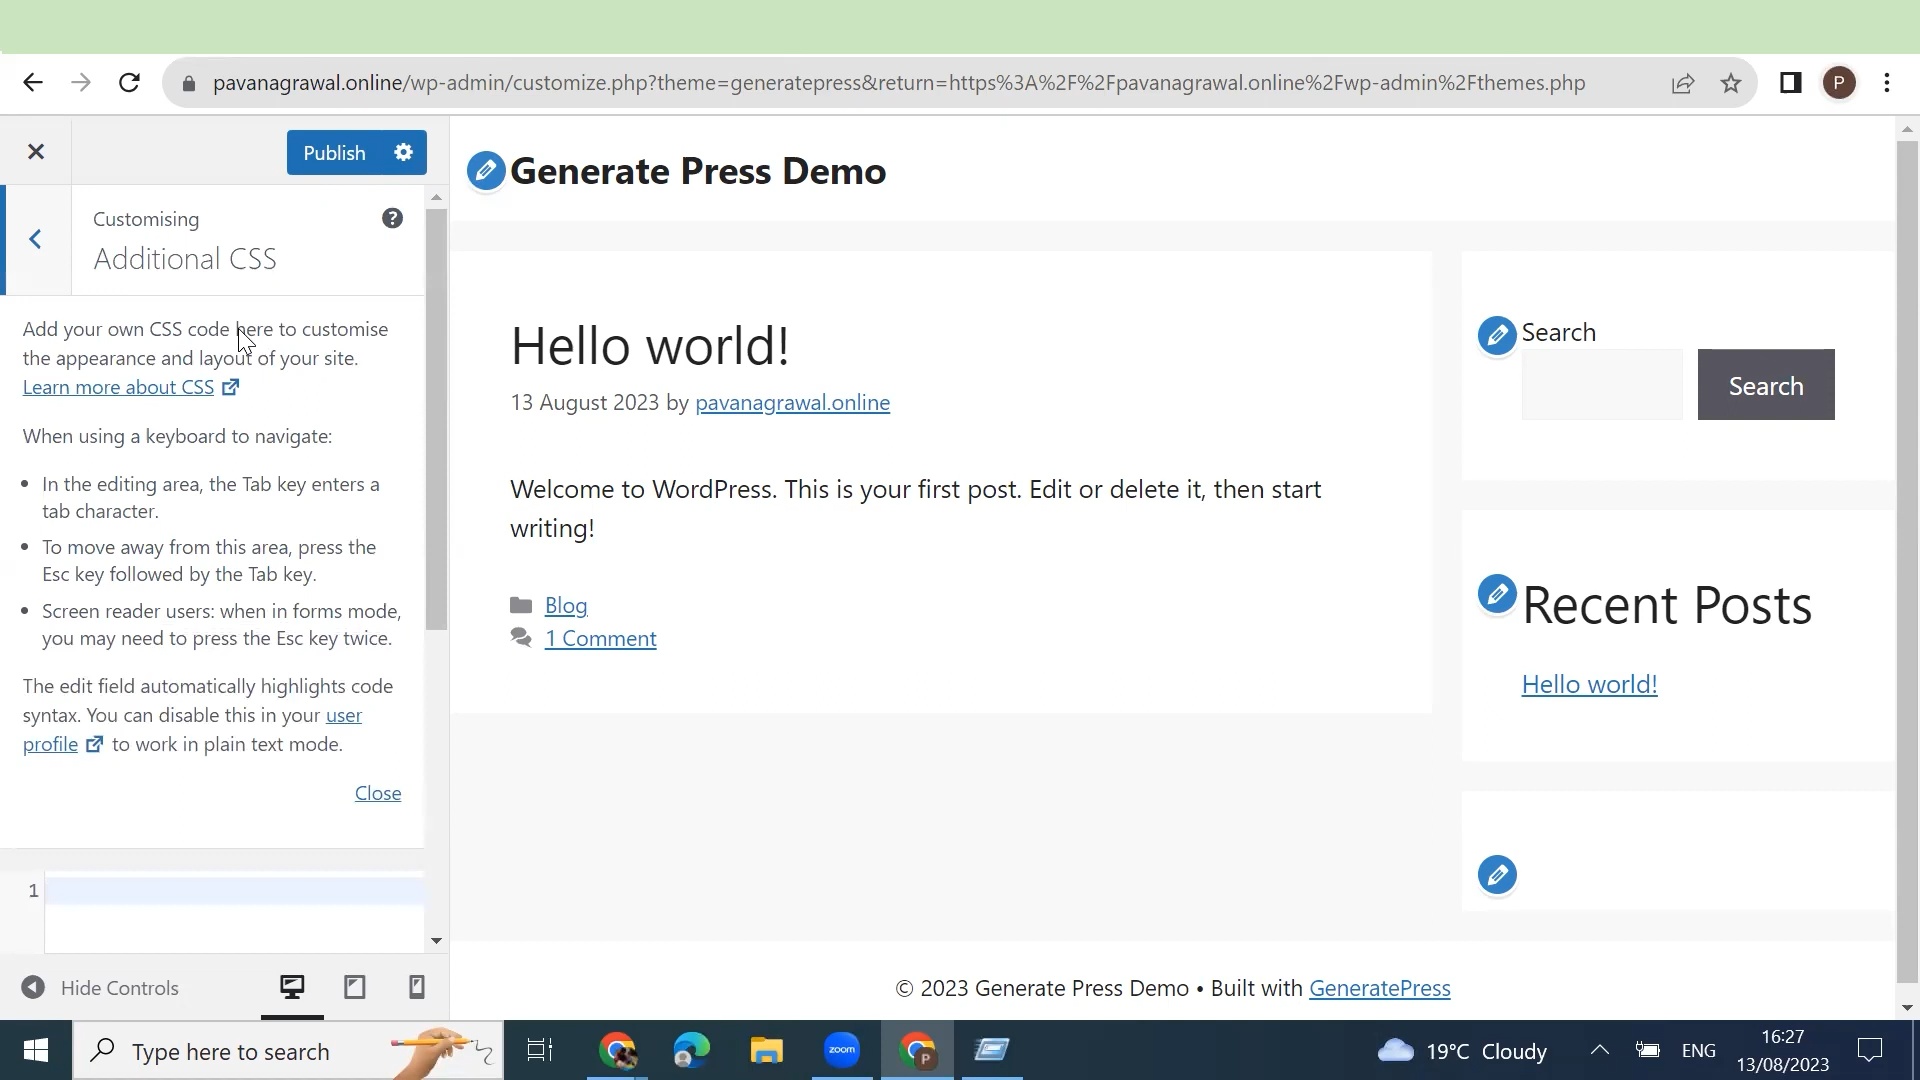 pavanagrawal.online/wp-admin/customize.php?theme=generatepress&return=https%3A%2F%2Fpavanagrawal.online%2Fwp-admin%2Fthemes.php
P
Publish
Customising
Additional CSS
Add your own CSS code here to customise
the appearance and layout of your site.
Learn more about CSS
When using a keyboard to navigate:
• In the editing area, the Tab key enters a
tab character.
• To move away from this area, press the
Esc key followed by the Tab key.
• Screen reader users: when in forms mode,
you may need to press the Esc key twice.
The edit field automatically highlights code
syntax. You can disable this in your user
profile to work in plain text mode.
Close
1
Hide Controls
Generate Press Demo
Hello world!
13 August 2023 by pavanagrawal.online
Welcome to WordPress. This is your first post. Edit or delete it, then start
writing!
Blog
1 Comment
Search
Search
Recent Posts
Hello world!
© 2023 Generate Press Demo • Built with GeneratePress
Type here to search
zoom
P
19°C Cloudy
ENG
16:27
13/08/2023